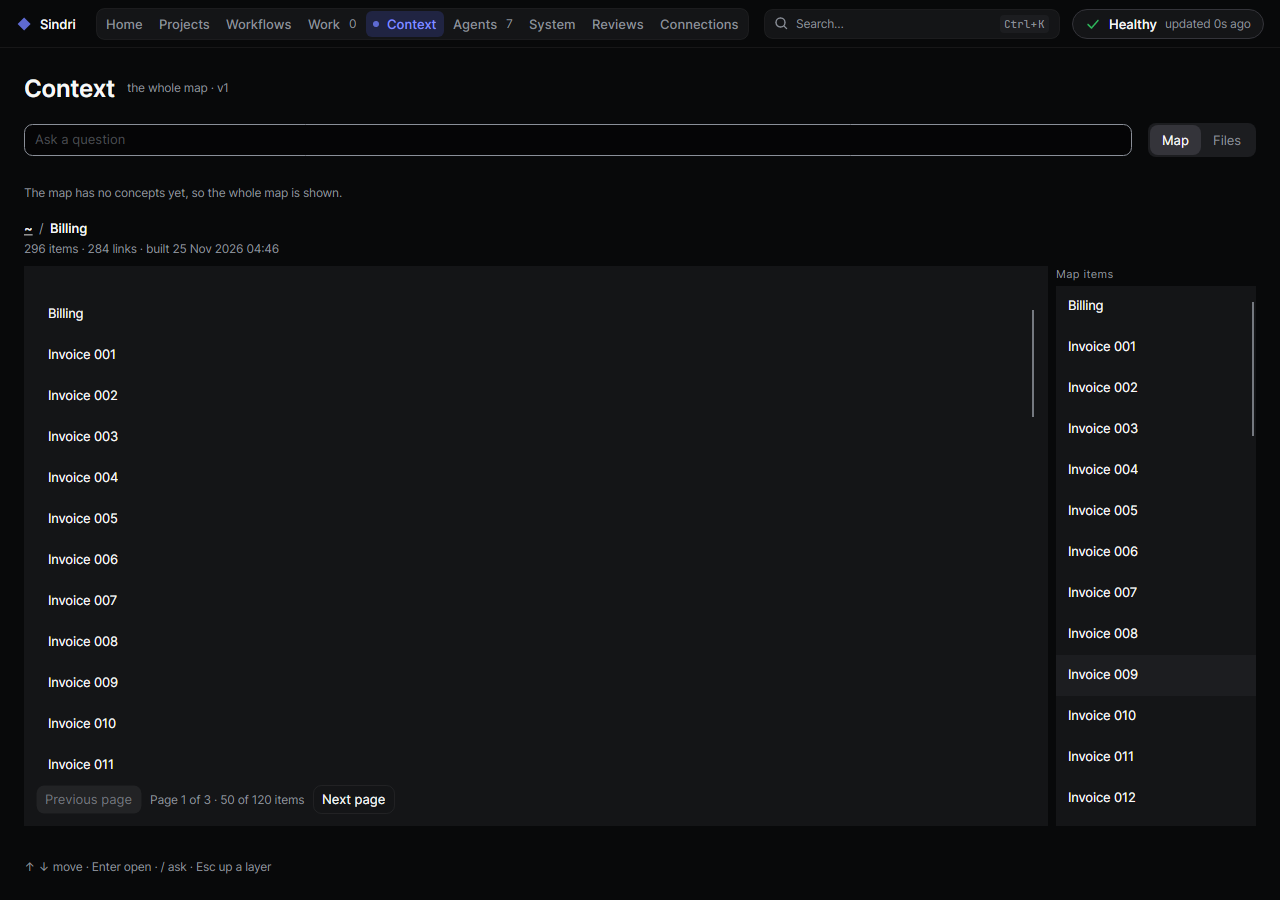 Sindri
Home Projects Workflows Work 0 Context Agents 7 System Reviews Connections
Search... Ctrl+K
Healthy updated 0s ago
Context the whole map · v1
Ask a question
Map Files
The map has no concepts yet, so the whole map is shown.
~ / Billing
296 items · 284 links · built 25 Nov 2026 04:46
Billing
Invoice 001
Invoice 002
Invoice 003
Invoice 004
Invoice 005
Invoice 006
Invoice 007
Invoice 008
Invoice 009
Invoice 010
Invoice 011
Previous page Page 1 of 3 · 50 of 120 items Next page
Map items
Billing
Invoice 001
Invoice 002
Invoice 003
Invoice 004
Invoice 005
Invoice 006
Invoice 007
Invoice 008
Invoice 009
Invoice 010
Invoice 011
Invoice 012
↑ ↓ move · Enter open · / ask · Esc up a layer